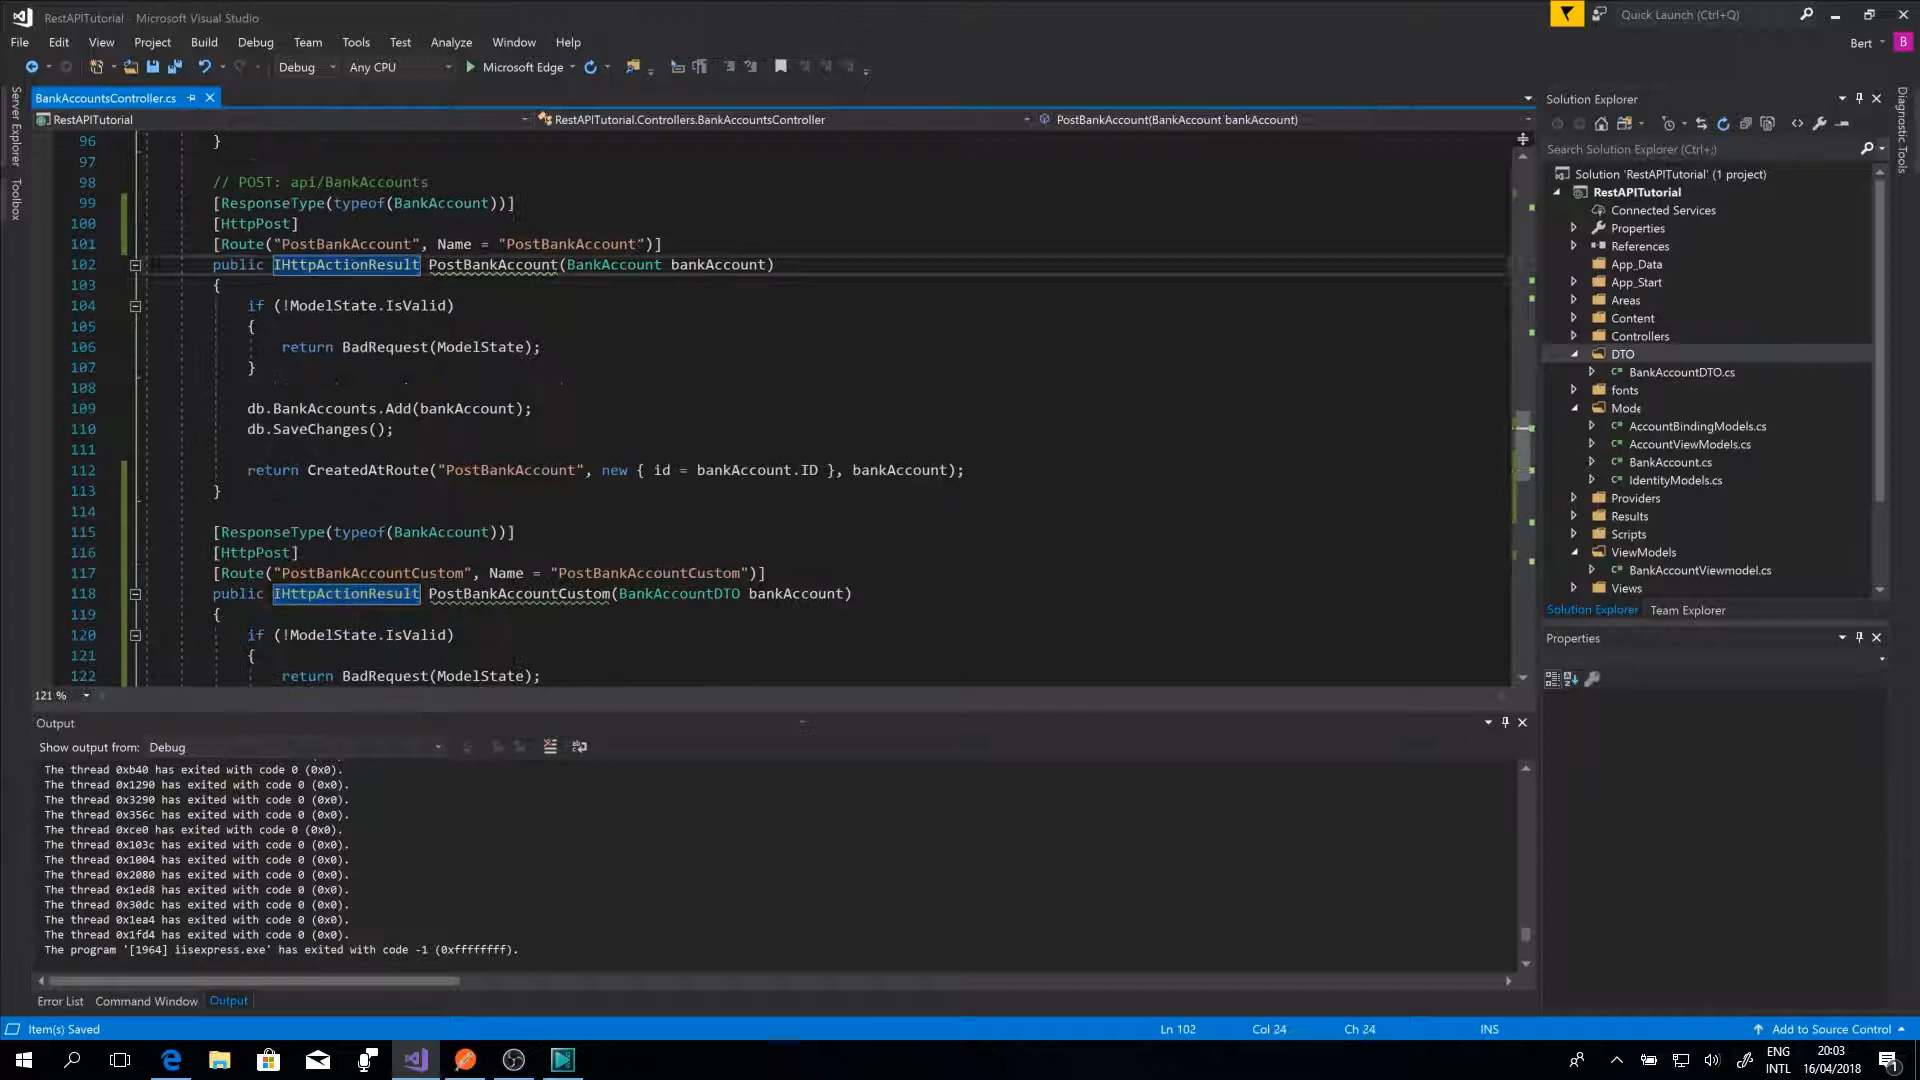 RestAPITutorial - Microsoft Visual Studio
Quick Launch (Ctrl+Q)
File Edit View Project Build Debug Team Tools Test Analyze Window Help
Bert B
Debug Any CPU Microsoft Edge
Server Explorer
Toolbox
BankAccountsController.cs
RestAPITutorial RestAPITutorial.Controllers.BankAccountsController PostBankAccount(BankAccount bankAccount)
96 }
97
98 // POST: api/BankAccounts
99 [ResponseType(typeof(BankAccount))]
100 [HttpPost]
101 [Route("PostBankAccount", Name = "PostBankAccount")]
102 public IHttpActionResult PostBankAccount(BankAccount bankAccount)
103 {
104 if (!ModelState.IsValid)
105 {
106 return BadRequest(ModelState);
107 }
108
109 db.BankAccounts.Add(bankAccount);
110 db.SaveChanges();
111
112 return CreatedAtRoute("PostBankAccount", new { id = bankAccount.ID }, bankAccount);
113 }
114
115 [ResponseType(typeof(BankAccount))]
116 [HttpPost]
117 [Route("PostBankAccountCustom", Name = "PostBankAccountCustom")]
118 public IHttpActionResult PostBankAccountCustom(BankAccountDTO bankAccount)
119 {
120 if (!ModelState.IsValid)
121 {
122 return BadRequest(ModelState);
121 %
Output
Show output from: Debug
The thread 0xb40 has exited with code 0 (0x0).
The thread 0x1290 has exited with code 0 (0x0).
The thread 0x3290 has exited with code 0 (0x0).
The thread 0x356c has exited with code 0 (0x0).
The thread 0xce0 has exited with code 0 (0x0).
The thread 0x103c has exited with code 0 (0x0).
The thread 0x1004 has exited with code 0 (0x0).
The thread 0x2080 has exited with code 0 (0x0).
The thread 0x1ed8 has exited with code 0 (0x0).
The thread 0x30dc has exited with code 0 (0x0).
The thread 0x1ea4 has exited with code 0 (0x0).
The thread 0x1fd4 has exited with code 0 (0x0).
The program '[1964] iisexpress.exe' has exited with code -1 (0xffffffff).
Error List Command Window Output
Solution Explorer
Search Solution Explorer (Ctrl+;)
Solution 'RestAPITutorial' (1 project)
RestAPITutorial
Connected Services
Properties
References
App_Data
App_Start
Areas
Content
Controllers
DTO
C# BankAccountDTO.cs
fonts
Mode
C# AccountBindingModels.cs
C# AccountViewModels.cs
C# BankAccount.cs
C# IdentityModels.cs
Providers
Results
Scripts
ViewModels
C# BankAccountViewmodel.cs
Views
Solution Explorer Team Explorer
Properties
Diagnostic Tools
Item(s) Saved Ln 102 Col 24 Ch 24 INS Add to Source Control
ENG
INTL
20:03
16/04/2018
1